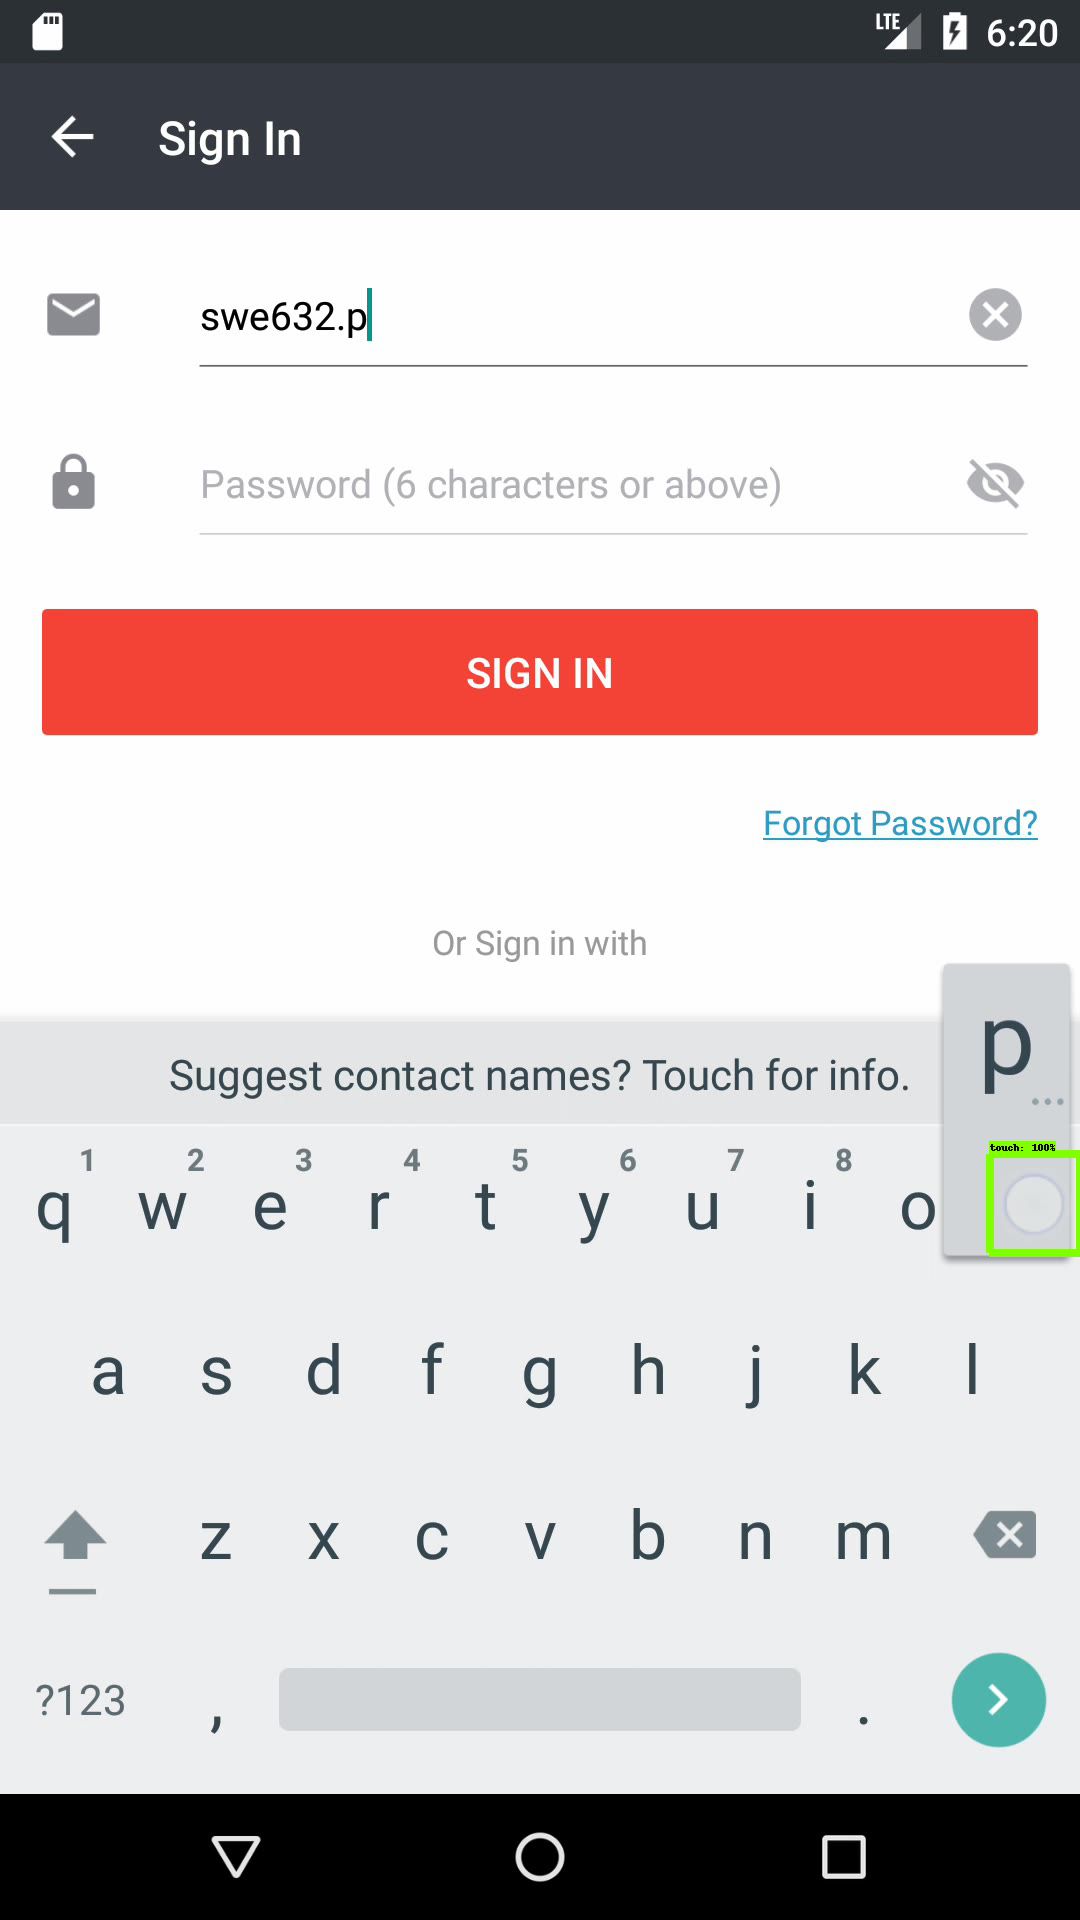 LTE 6:20
Sign In
swe632.p
Password (6 characters or above)
SIGN IN
Forgot Password?
Or Sign in with
p
...
Suggest contact names? Touch for info.
touch: 100%
1 2 3 4 5 6 7 8
q w e r t y u i o
a s d f g h j k l
z x c v b n m
?123 , .